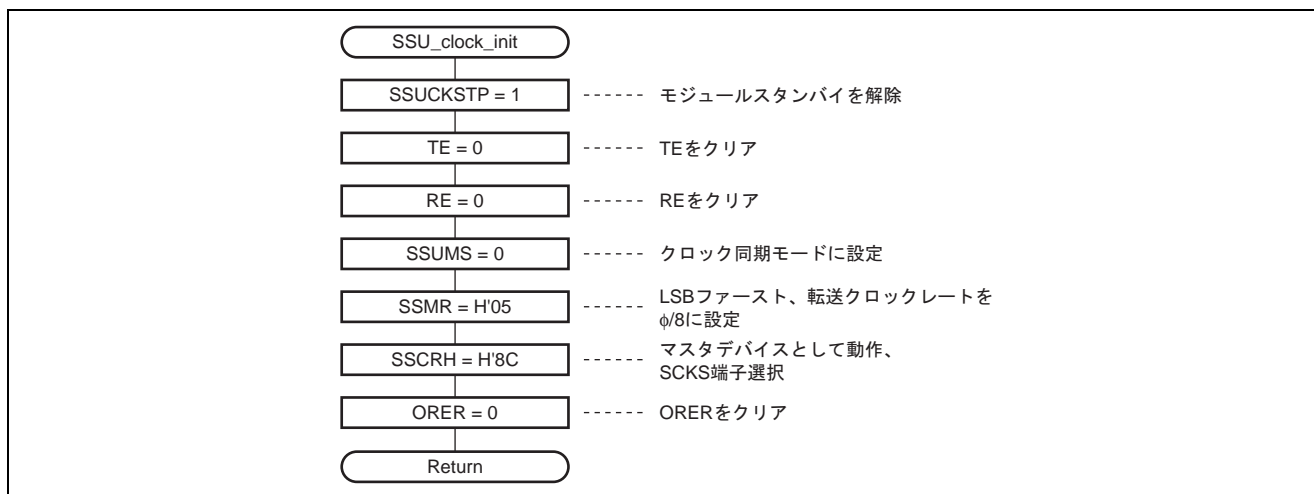 SSU_clock_init
SSUCKSTP = 1 ------ モジュールスタンバイを解除
TE = 0 ------ TEをクリア
RE = 0 ------ REをクリア
SSUMS = 0 ------ クロック同期モードに設定
SSMR = H'05 ------ LSBファースト、転送クロックレートを
φ/8に設定
SSCRH = H'8C ------ マスタデバイスとして動作、
SCKS端子選択
ORER = 0 ------ ORERをクリア
Return